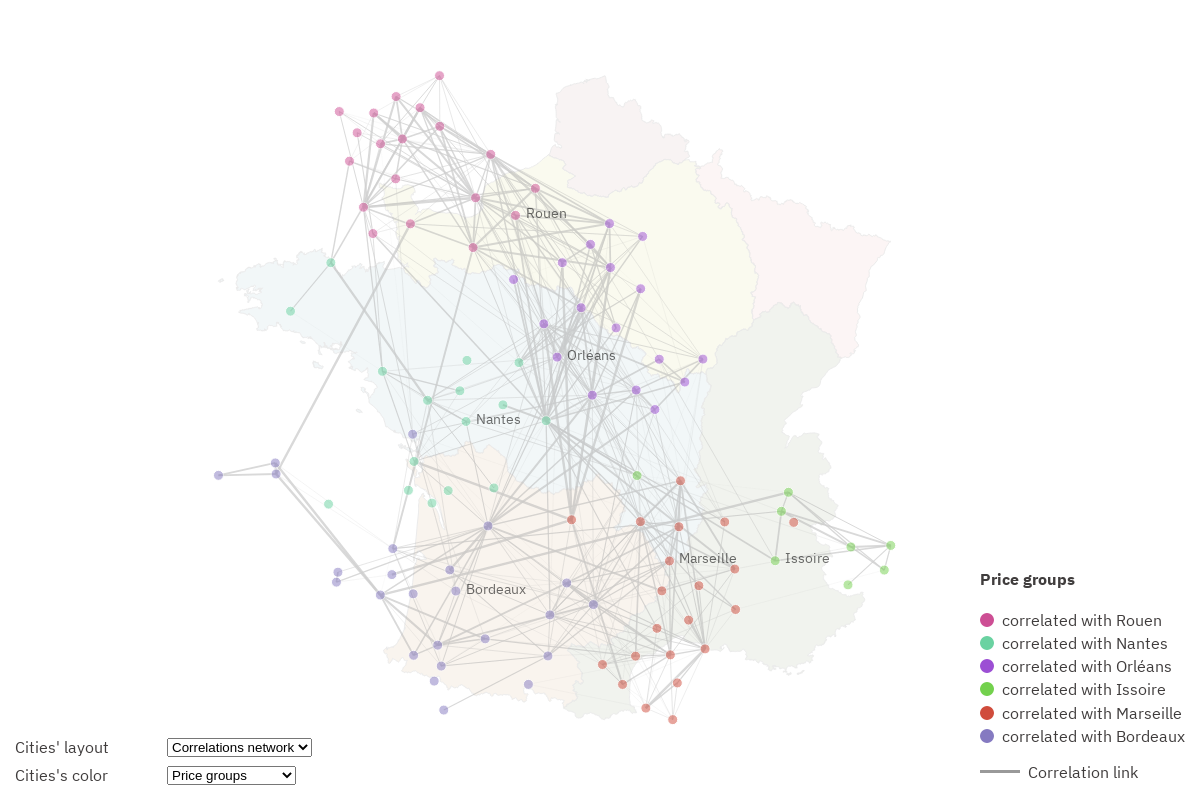 Rouen
Orléans
Nantes
Marseille
Issoire
Bordeaux
Price groups
correlated with Rouen
correlated with Nantes
correlated with Orléans
correlated with Issoire
correlated with Marseille
correlated with Bordeaux
Correlation link
Cities' layout
Correlations network
Cities's color
Price groups